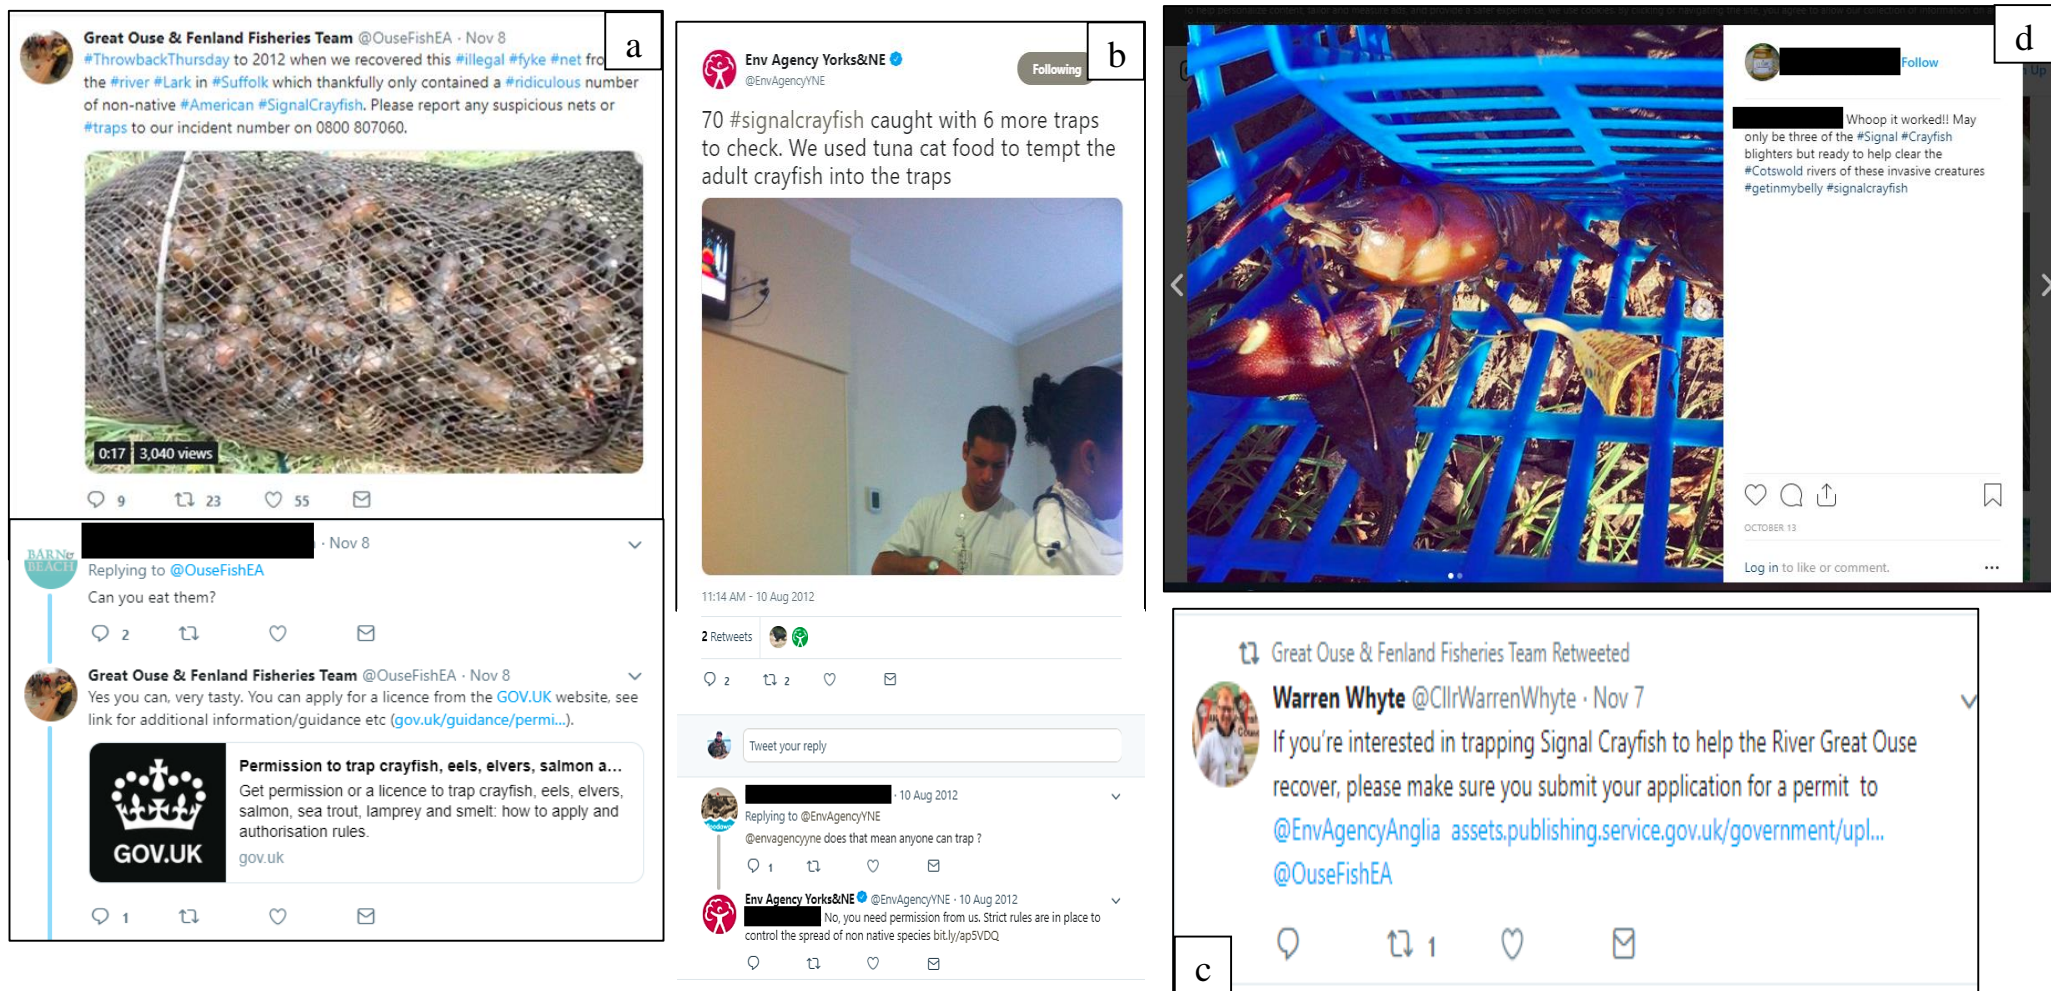 a
Great Ouse & Fenland Fisheries Team @OuseFishEA · Nov 8
#ThrowbackThursday to 2012 when we recovered this #illegal #fyke #net fro
the #river #Lark in #Suffolk which thankfully only contained a #ridiculous number
of non-native #American #SignalCrayfish. Please report any suspicious nets or
#traps to our incident number on 0800 807060.
0:17 3,040 views
9 23 55
BARN &
BEACH
· Nov 8
Replying to @OuseFishEA
Can you eat them?
2
Great Ouse & Fenland Fisheries Team @OuseFishEA · Nov 8
Yes you can, very tasty. You can apply for a licence from the GOV.UK website, see
link for additional information/guidance etc (gov.uk/guidance/permi...).
GOV.UK
Permission to trap crayfish, eels, elvers, salmon a...
Get permission or a licence to trap crayfish, eels, elvers,
salmon, sea trout, lamprey and smelt: how to apply and
authorisation rules.
gov.uk
1
b
Env Agency Yorks&NE
@EnvAgencyYNE
Following
70 #signalcrayfish caught with 6 more traps
to check. We used tuna cat food to tempt the
adult crayfish into the traps
11:14 AM - 10 Aug 2012
2 Retweets
2 2
Tweet your reply
· 10 Aug 2012
Replying to @EnvAgencyYNE
@envagencyyne does that mean anyone can trap ?
1
Env Agency Yorks&NE @EnvAgencyYNE · 10 Aug 2012
No, you need permission from us. Strict rules are in place to
control the spread of non native species bit.ly/ap5VDQ
d
Follow
Whoop it worked!! May
only be three of the #Signal #Crayfish
blighters but ready to help clear the
#Cotswold rivers of these invasive creatures
#getinmybelly #signalcrayfish
OCTOBER 13
Log in to like or comment.
Great Ouse & Fenland Fisheries Team Retweeted
Warren Whyte @CllrWarrenWhyte · Nov 7
If you're interested in trapping Signal Crayfish to help the River Great Ouse
recover, please make sure you submit your application for a permit to
@EnvAgencyAnglia assets.publishing.service.gov.uk/government/upl...
@OuseFishEA
1
c